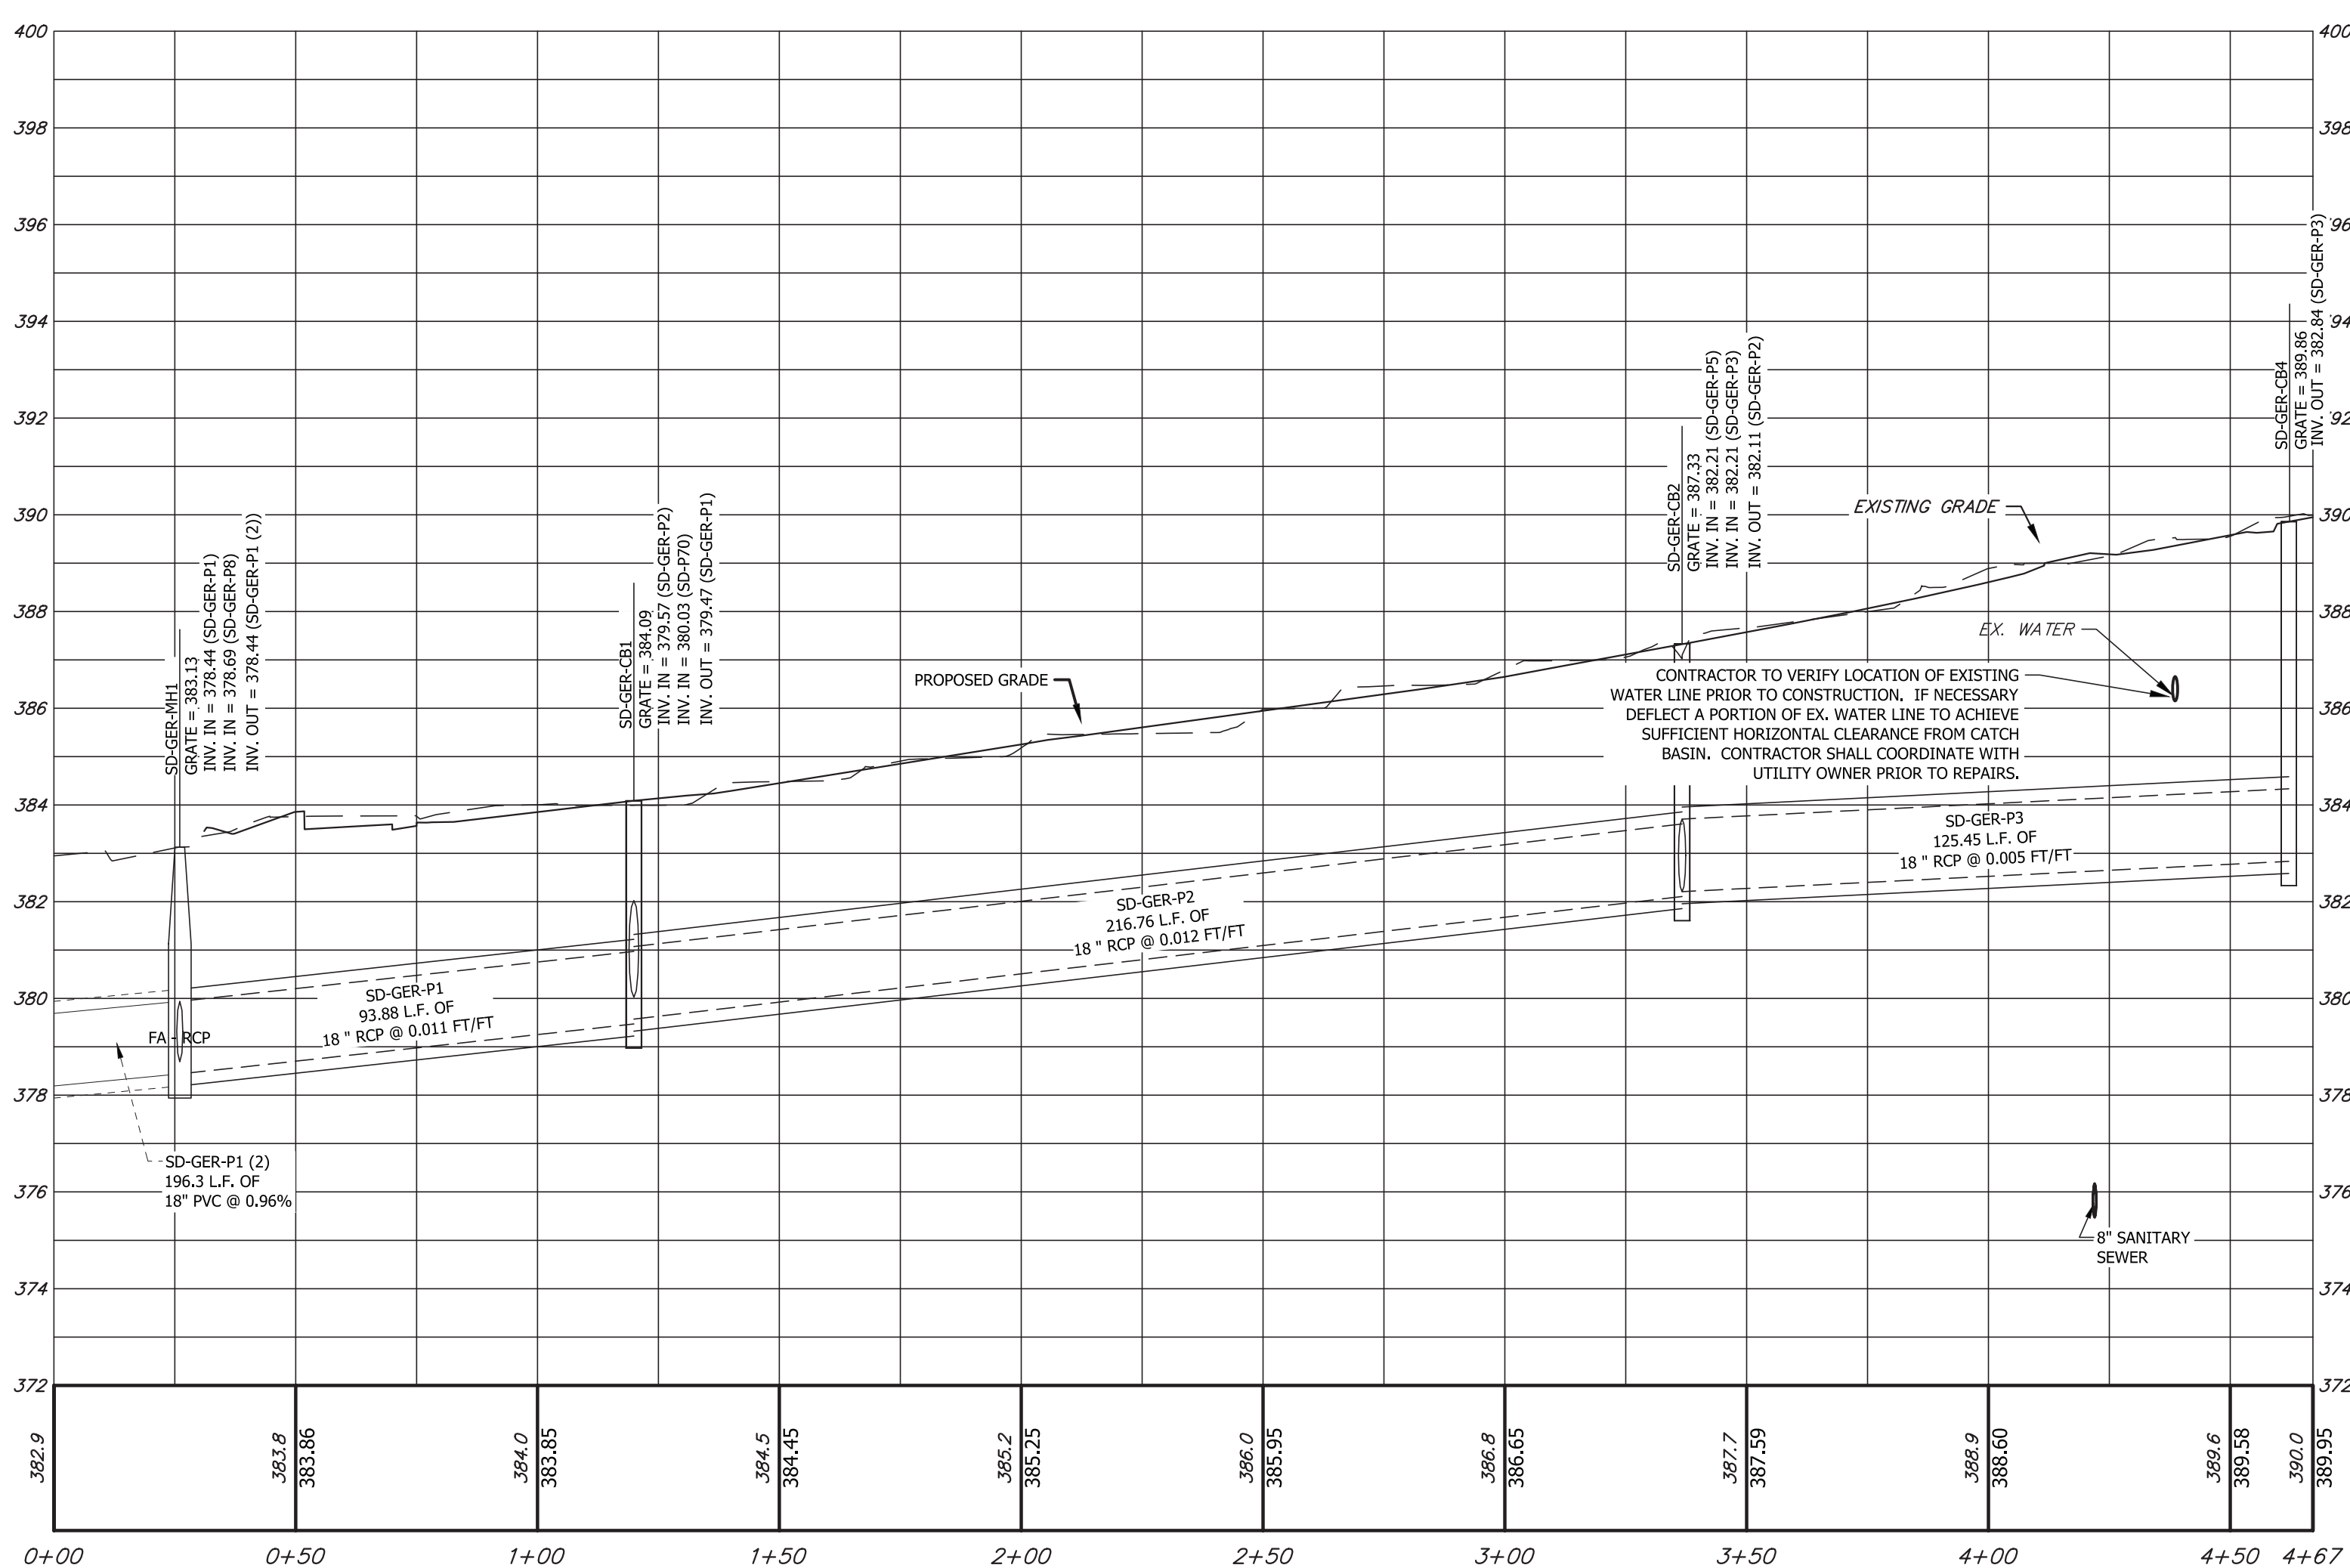 400
398
396
394
392
390
388
386
384
382
380
378
376
374
372
400
398
396
394
392
390
388
386
384
382
380
378
376
374
372
SD-GER-MH1
GRATE = 383.13
INV. IN = 378.44 (SD-GER-P1)
INV. IN = 378.69 (SD-GER-P8)
INV. OUT = 378.44 (SD-GER-P1 (2))
SD-GER-CB1
GRATE = 384.09
INV. IN = 379.57 (SD-GER-P2)
INV. IN = 380.03 (SD-P70)
INV. OUT = 379.47 (SD-GER-P1)
SD-GER-CB2
GRATE = 387.33
INV. IN = 382.21 (SD-GER-P5)
INV. IN = 382.21 (SD-GER-P3)
INV. OUT = 382.11 (SD-GER-P2)
SD-GER-CB4
GRATE = 389.86
INV. OUT = 382.84 (SD-GER-P3)
EXISTING GRADE
PROPOSED GRADE
EX. WATER
CONTRACTOR TO VERIFY LOCATION OF EXISTING
WATER LINE PRIOR TO CONSTRUCTION. IF NECESSARY
DEFLECT A PORTION OF EX. WATER LINE TO ACHIEVE
SUFFICIENT HORIZONTAL CLEARANCE FROM CATCH
BASIN. CONTRACTOR SHALL COORDINATE WITH
UTILITY OWNER PRIOR TO REPAIRS.
SD-GER-P3
125.45 L.F. OF
18 " RCP @ 0.005 FT/FT
SD-GER-P2
216.76 L.F. OF
18 " RCP @ 0.012 FT/FT
SD-GER-P1
93.88 L.F. OF
18 " RCP @ 0.011 FT/FT
FA - RCP
SD-GER-P1 (2)
196.3 L.F. OF
18" PVC @ 0.96%
8" SANITARY
SEWER
382.9
383.8
383.86
384.0
383.85
384.5
384.45
385.2
385.25
386.0
385.95
386.8
386.65
387.7
387.59
388.9
388.60
389.6
389.58
390.0
389.95
0+00
0+50
1+00
1+50
2+00
2+50
3+00
3+50
4+00
4+50
4+67